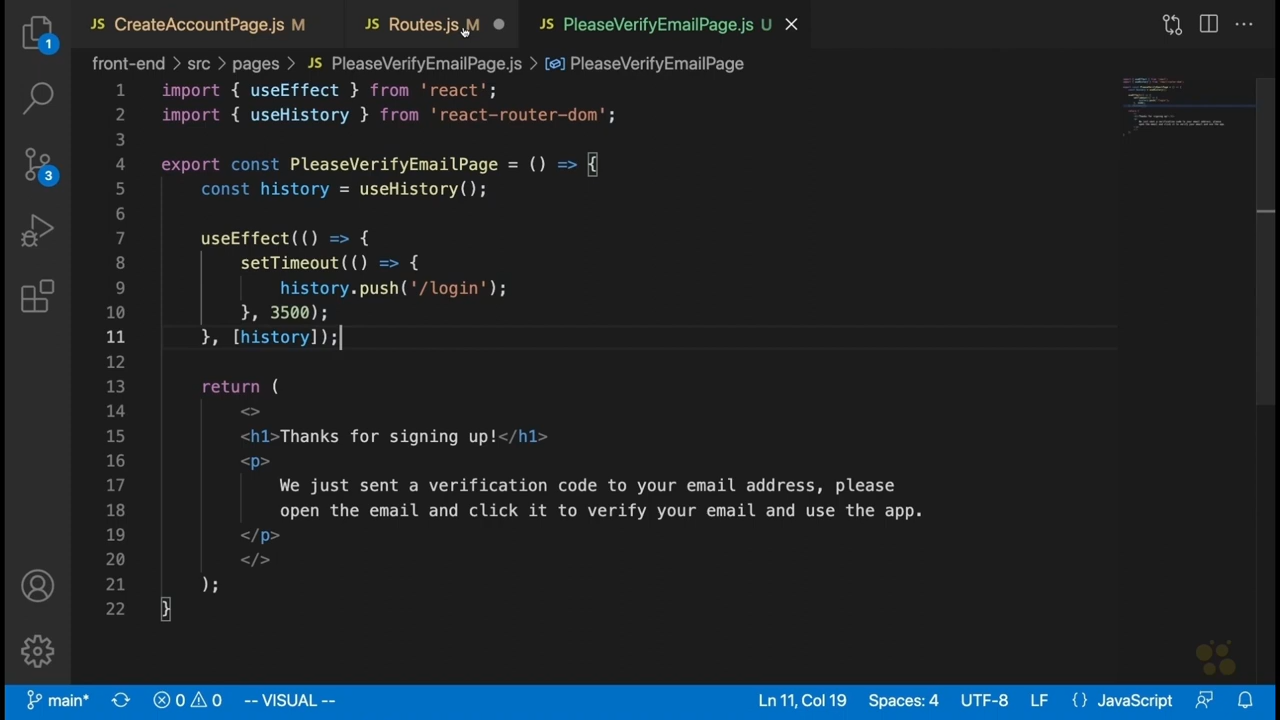 JS CreateAccountPage.js M JS Routes.js M JS PleaseVerifyEmailPage.js U
1 front-end > src > pages > JS PleaseVerifyEmailPage.js > PleaseVerifyEmailPage
1 import { useEffect } from 'react';
2 import { useHistory } from 'react-router-dom';
3
4 export const PleaseVerifyEmailPage = () => {
5 const history = useHistory();
6
7 useEffect(() => {
8 setTimeout(() => {
9 history.push('/login');
10 }, 3500);
11 }, [history]);
12
13 return (
14 <>
15 <h1>Thanks for signing up!</h1>
16 <p>
17 We just sent a verification code to your email address, please
18 open the email and click it to verify your email and use the app.
19 </p>
20 </>
21 );
22 }
3
main* 0 0 -- VISUAL -- Ln 11, Col 19 Spaces: 4 UTF-8 LF {} JavaScript